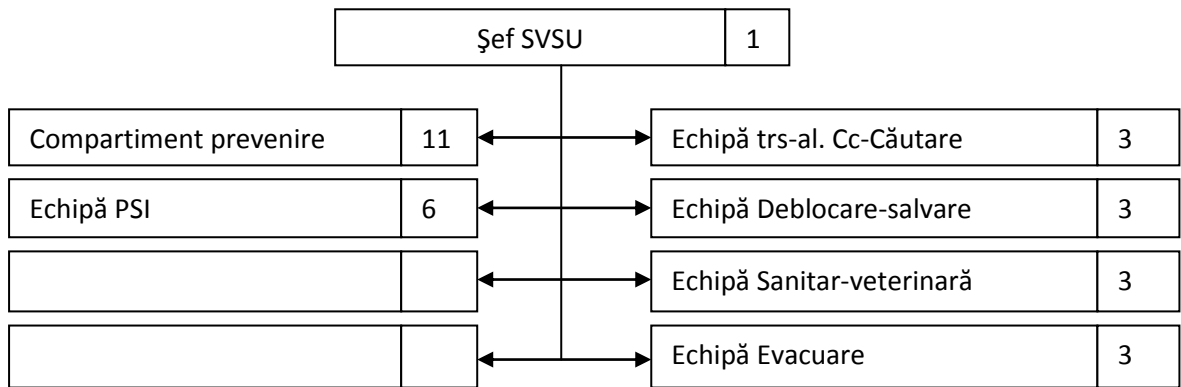 Şef SVSU 1
Compartiment prevenire 11
Echipă trs-al. Cc-Căutare 3
Echipă PSI 6
Echipă Deblocare-salvare 3
Echipă Sanitar-veterinară 3
Echipă Evacuare 3